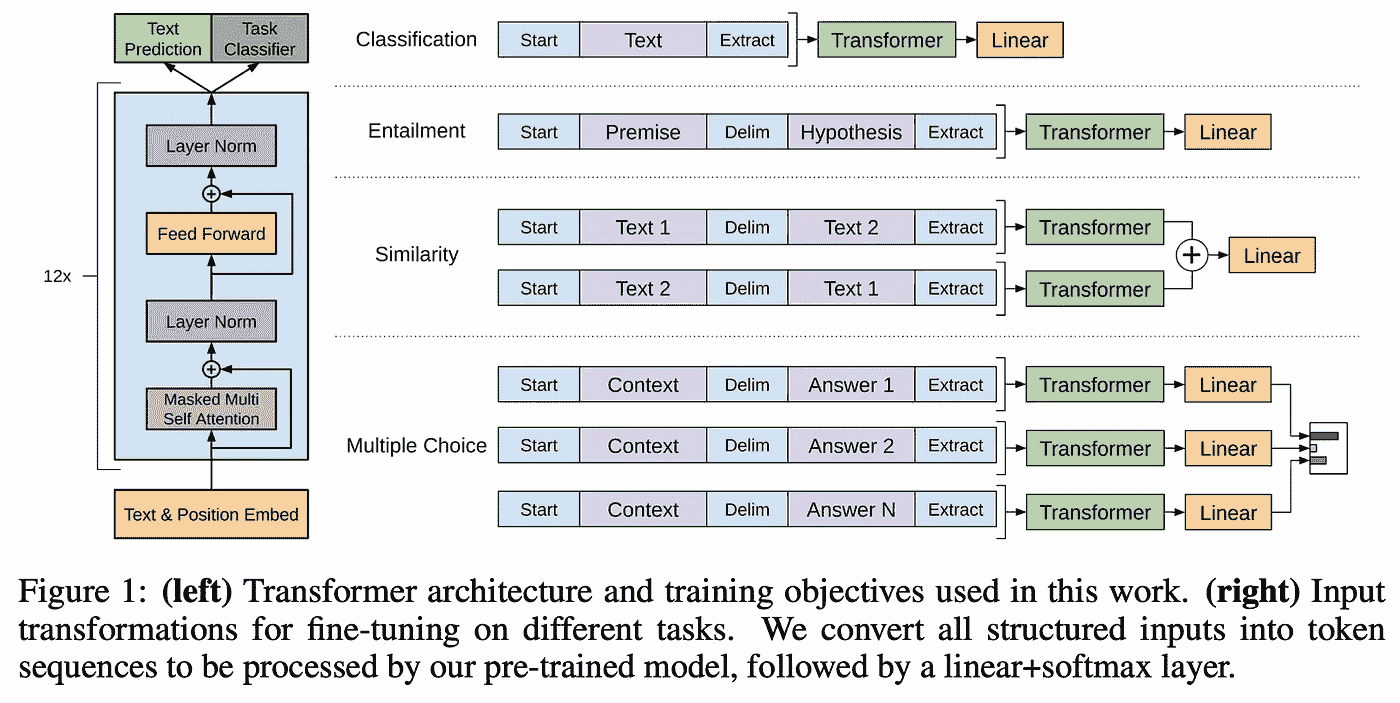 Text
Prediction
Task
Classifier
Layer Norm
Feed Forward
12x
Layer Norm
Masked Multi
Self Attention
Text & Position Embed
Classification
Start Text Extract Transformer Linear
Entailment
Start Premise Delim Hypothesis Extract Transformer Linear
Similarity
Start Text 1 Delim Text 2 Extract Transformer
Linear
Start Text 2 Delim Text 1 Extract Transformer
Multiple Choice
Start Context Delim Answer 1 Extract Transformer Linear
Start Context Delim Answer 2 Extract Transformer Linear
Start Context Delim Answer N Extract Transformer Linear
Figure 1: (left) Transformer architecture and training objectives used in this work. (right) Input
transformations for fine-tuning on different tasks. We convert all structured inputs into token
sequences to be processed by our pre-trained model, followed by a linear+softmax layer.